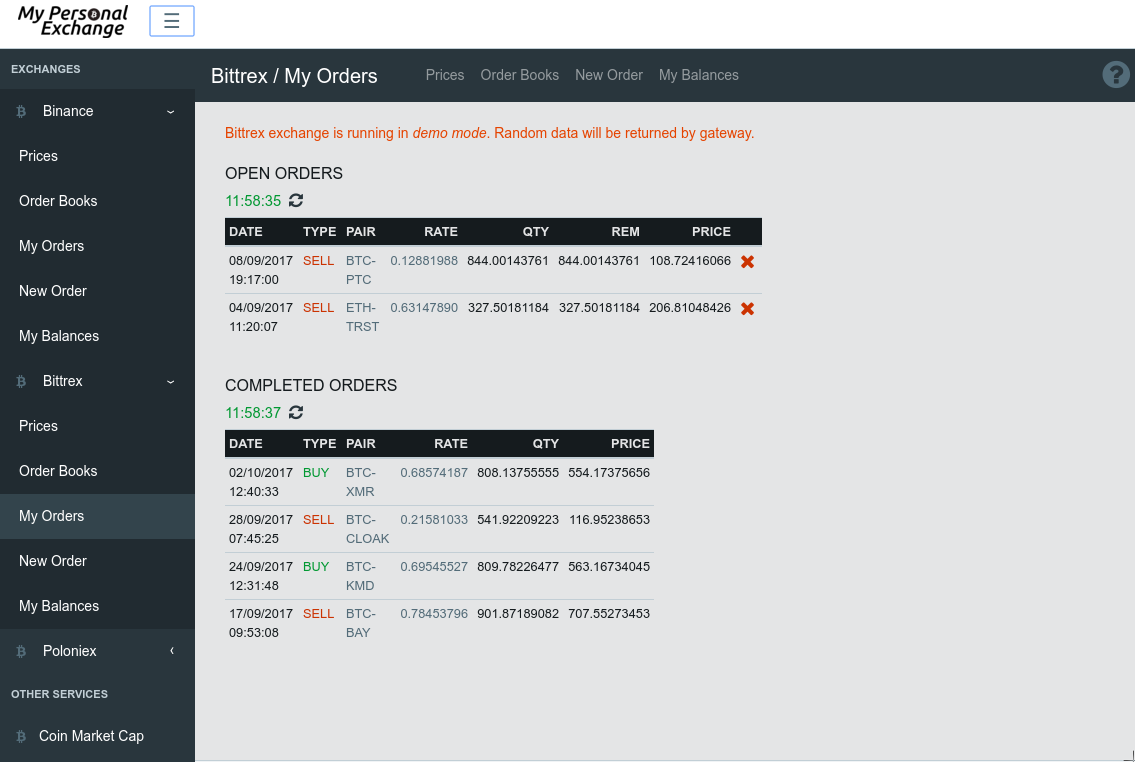 My Personal
Exchange
EXCHANGES
Binance
Prices
Order Books
My Orders
New Order
My Balances
Bittrex
Prices
Order Books
My Orders
New Order
My Balances
Poloniex
OTHER SERVICES
Coin Market Cap
Bittrex / My Orders Prices Order Books New Order My Balances ?
Bittrex exchange is running in demo mode. Random data will be returned by gateway.
OPEN ORDERS
11:58:35
DATE TYPE PAIR RATE QTY REM PRICE
08/09/2017 SELL BTC- 0.12881988 844.00143761 844.00143761 108.72416066
19:17:00 PTC
04/09/2017 SELL ETH- 0.63147890 327.50181184 327.50181184 206.81048426
11:20:07 TRST
COMPLETED ORDERS
11:58:37
DATE TYPE PAIR RATE QTY PRICE
02/10/2017 BUY BTC- 0.68574187 808.13755555 554.17375656
12:40:33 XMR
28/09/2017 SELL BTC- 0.21581033 541.92209223 116.95238653
07:45:25 CLOAK
24/09/2017 BUY BTC- 0.69545527 809.78226477 563.16734045
12:31:48 KMD
17/09/2017 SELL BTC- 0.78453796 901.87189082 707.55273453
09:53:08 BAY